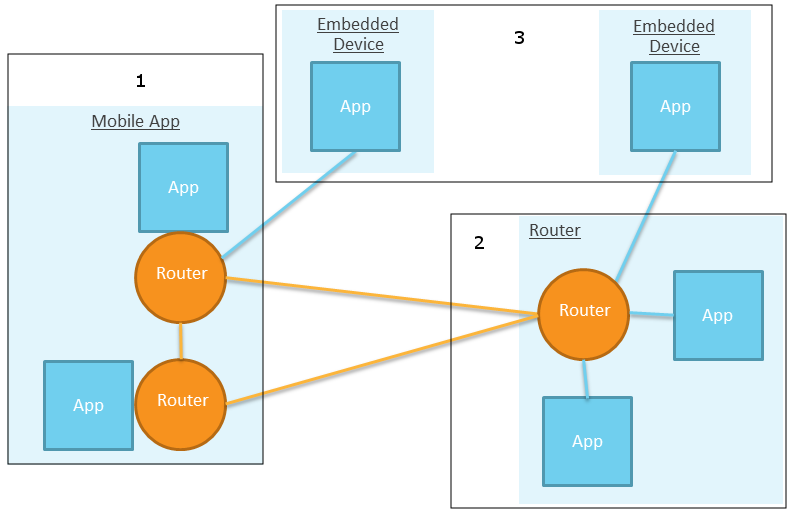 1
Mobile App
App
Router
App
Router
3
Embedded
Device
App
Embedded
Device
App
2
Router
Router
App
App